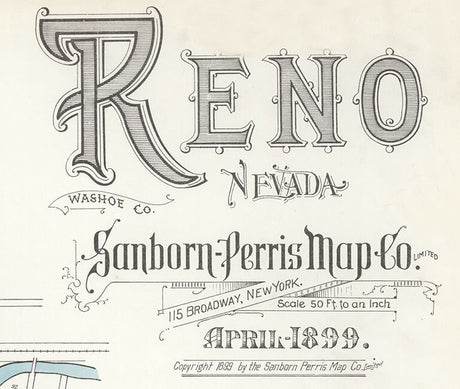 RENO
NEVADA
WASHOE CO.
Sanborn-Perris Map Co. LIMITED
115 BROADWAY, NEW YORK.
Scale 50 Ft. to an Inch
APRIL-1899.
Copyright 1899 by the Sanborn Perris Map Co. Limited